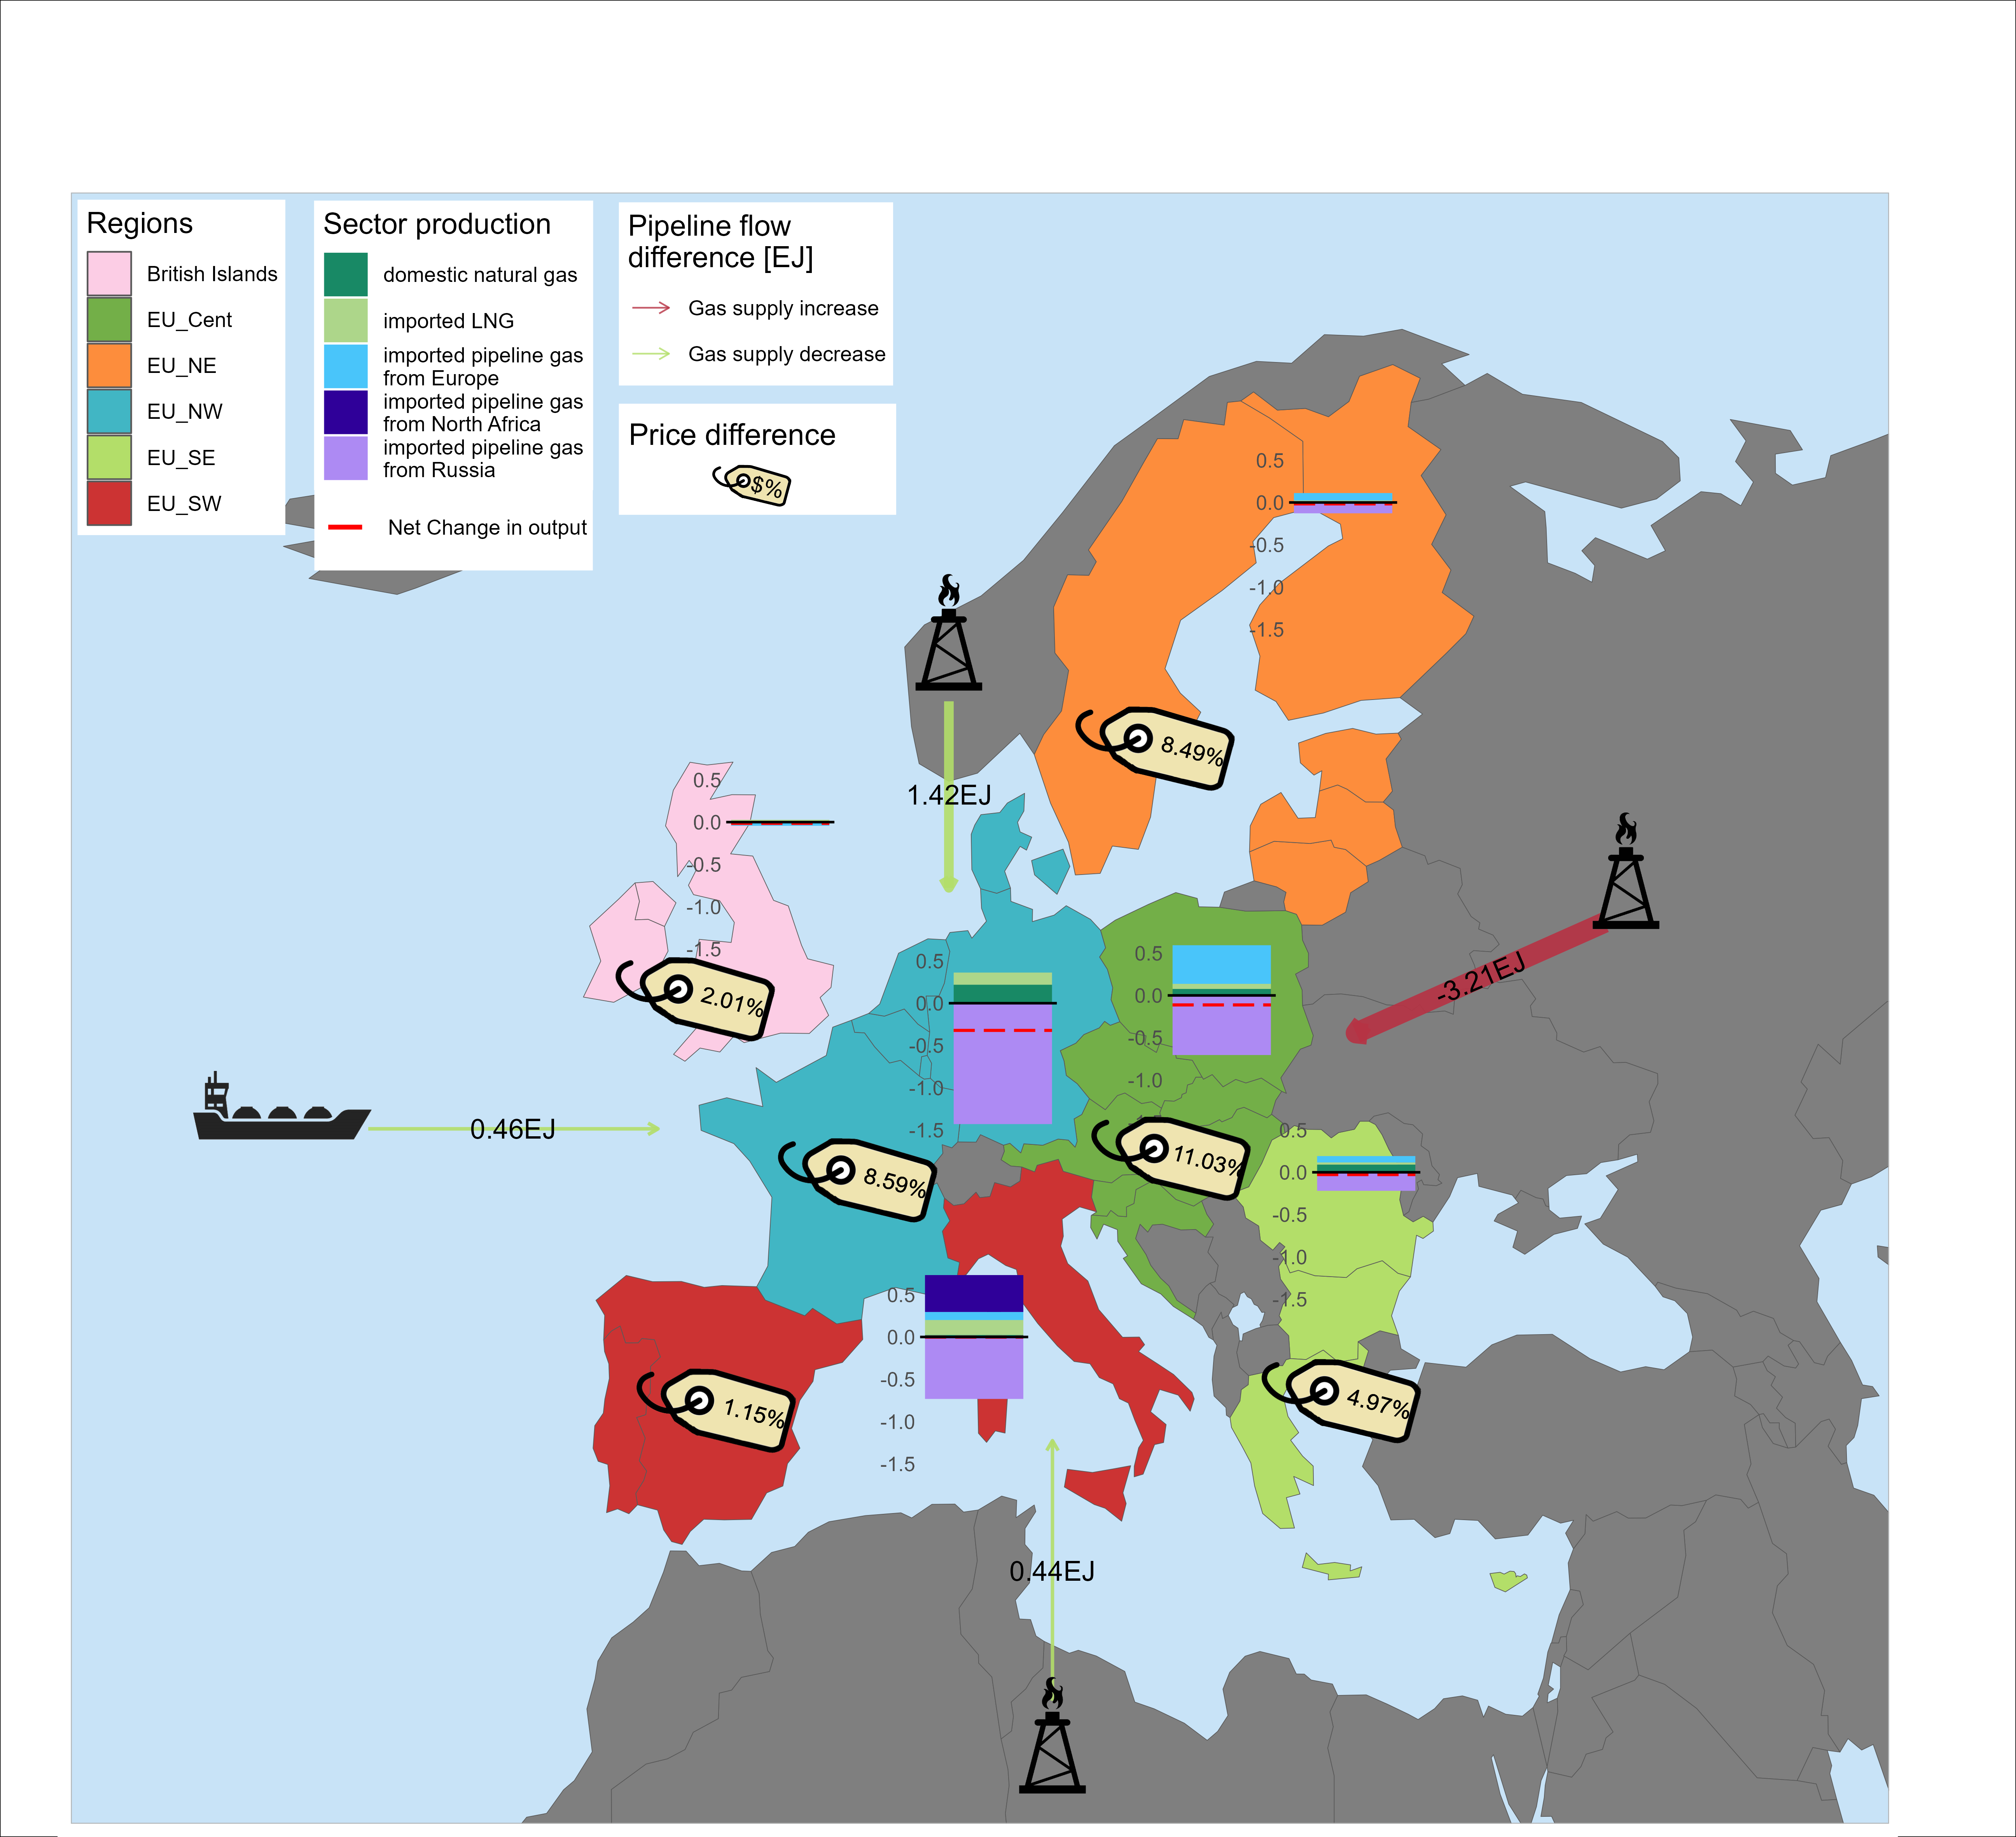 Regions
British Islands
EU_Cent
EU_NE
EU_NW
EU_SE
EU_SW
Sector production
domestic natural gas
imported LNG
imported pipeline gas
from Europe
imported pipeline gas
from North Africa
imported pipeline gas
from Russia
Net Change in output
Pipeline flow
difference [EJ]
Gas supply increase
Gas supply decrease
Price difference
$%
0.5
0.0
-0.5
-1.0
-1.5
8.49%
1.42EJ
0.5
0.0
-0.5
-1.0
-1.5
2.01%
-3.21EJ
0.5
0.0
-0.5
-1.0
-1.5
8.59%
0.5
0.0
-0.5
-1.0
11.03%
0.46EJ
0.5
0.0
-0.5
-1.0
-1.5
4.97%
0.5
0.0
-0.5
-1.0
-1.5
1.15%
0.44EJ